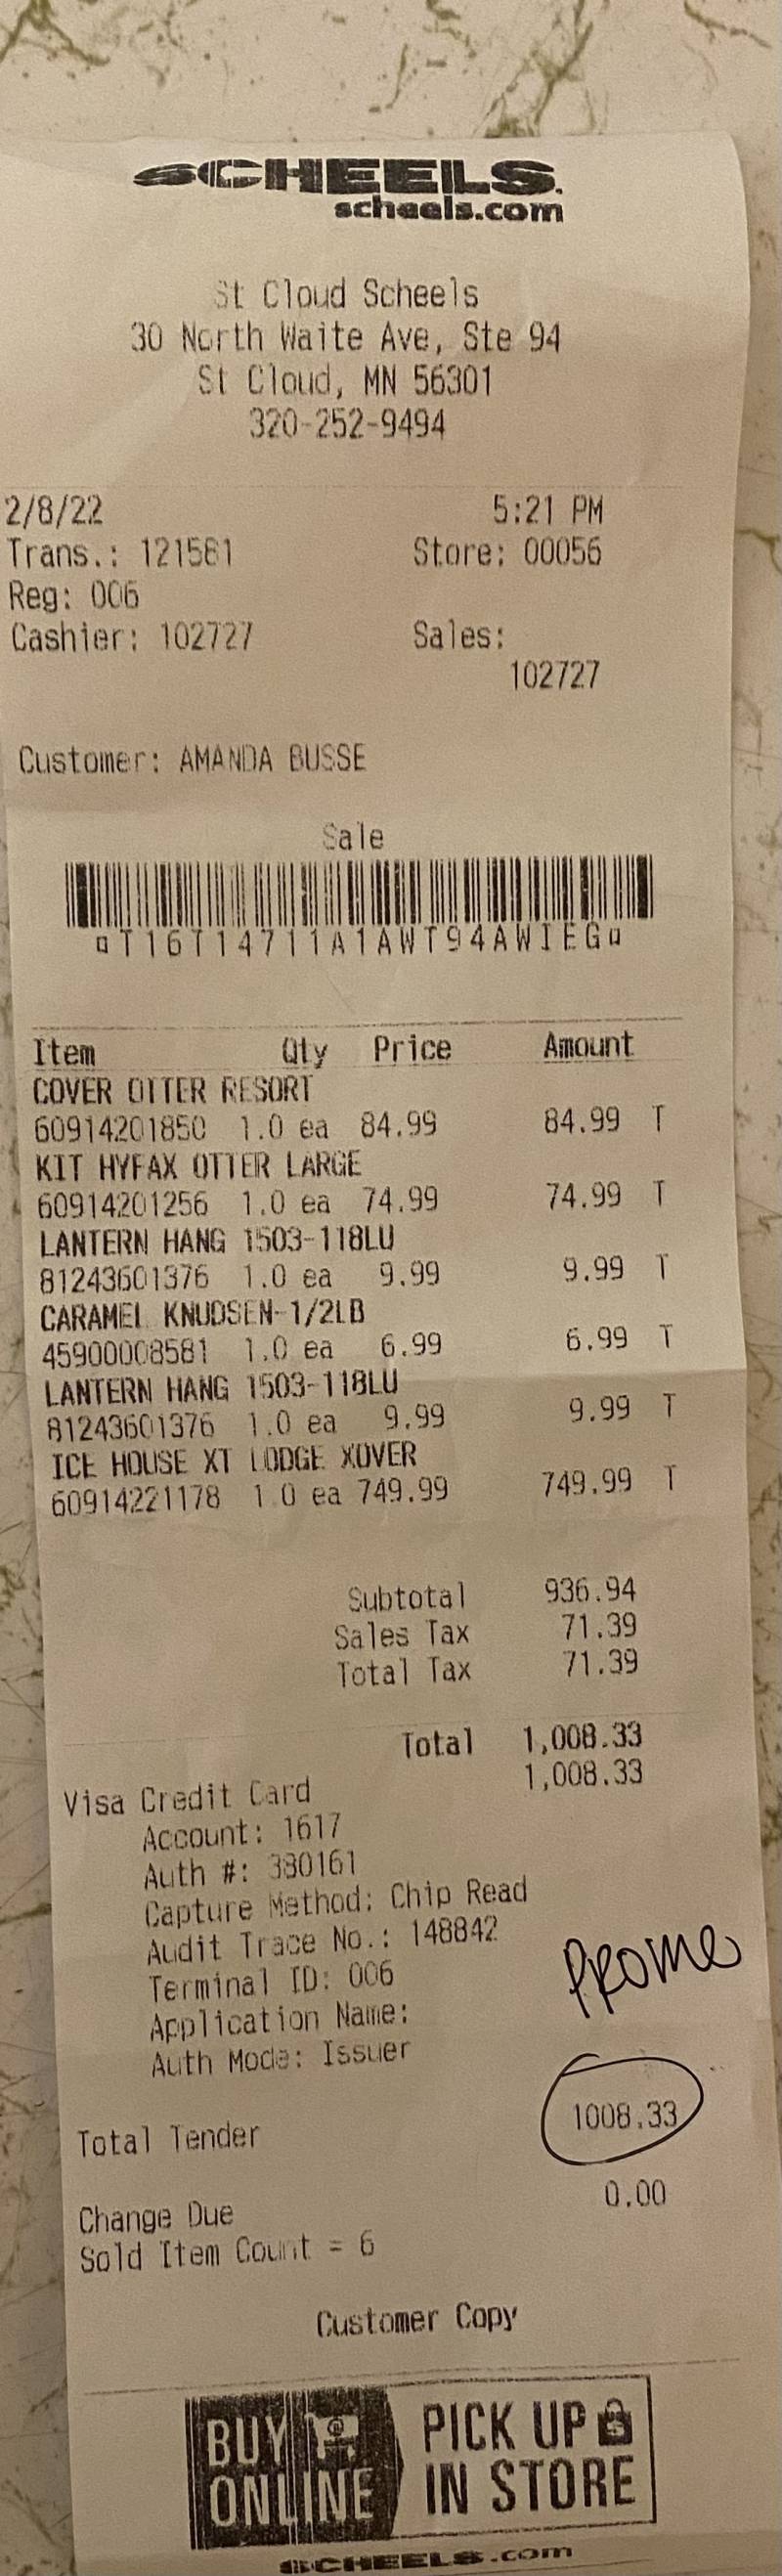 SCHEELS.
scheels.com
St Cloud Scheels
30 North Waite Ave, Ste 94
St Cloud, MN 56301
320-252-9494
2/8/22 5:21 PM
Trans.: 121581 Store: 00056
Reg: 006
Cashier: 102727 Sales:
102727
Customer: AMANDA BUSSE
Sale
¤T16T14711A1AWT94AWIEG¤
Item Qty Price Amount
COVER OTTER RESORT
60914201850 1.0 ea 84.99 84.99 T
KIT HYFAX OTTER LARGE
60914201256 1.0 ea 74.99 74.99 T
LANTERN HANG 1503-118LU
81243601376 1.0 ea 9.99 9.99 T
CARAMEL KNUDSEN-1/2LB
45900008581 1.0 ea 6.99 6.99 T
LANTERN HANG 1503-118LU
81243601376 1.0 ea 9.99 9.99 T
ICE HOUSE XT LODGE XOVER
60914221178 1.0 ea 749.99 749.99 T
Subtotal 936.94
Sales Tax 71.39
Total Tax 71.39
Total 1,008.33
Visa Credit Card 1,008.33
Account: 1617
Auth #: 380161
Capture Method: Chip Read
Audit Trace No.: 148842
Terminal ID: 006
Application Name:
Auth Mode: Issuer
Promo
Total Tender 1008.33
Change Due 0.00
Sold Item Count = 6
Customer Copy
BUY ONLINE PICK UP IN STORE
SCHEELS.com